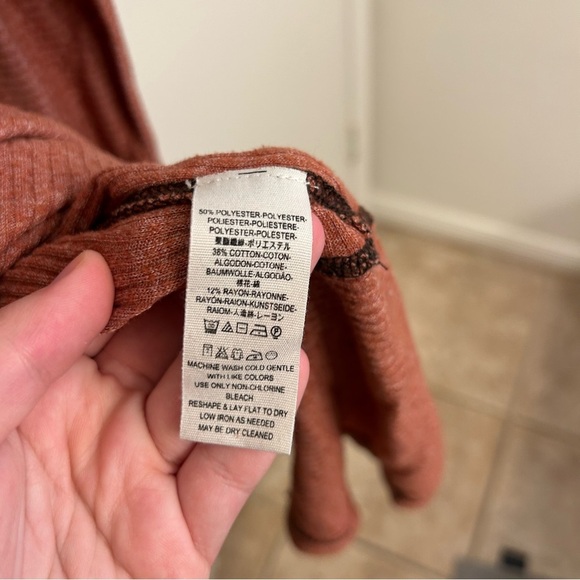 50% POLYESTER-POLYESTER-
POLIESTER-POLIESTERE-
POLYESTER-POLESTER-
聚酯纖維-ポリエステル
38% COTTON-COTON-
ALGODON-COTONE-
BAUMWOLLE-ALGODÃO-
棉花-綿
12% RAYON-RAYONNE-
RAYÓN-RAION-KUNSTSEIDE-
RAIOM-人造絲-レーヨン
MACHINE WASH COLD GENTLE
WITH LIKE COLORS
USE ONLY NON-CHLORINE
BLEACH
RESHAPE & LAY FLAT TO DRY
LOW IRON AS NEEDED
MAY BE DRY CLEANED